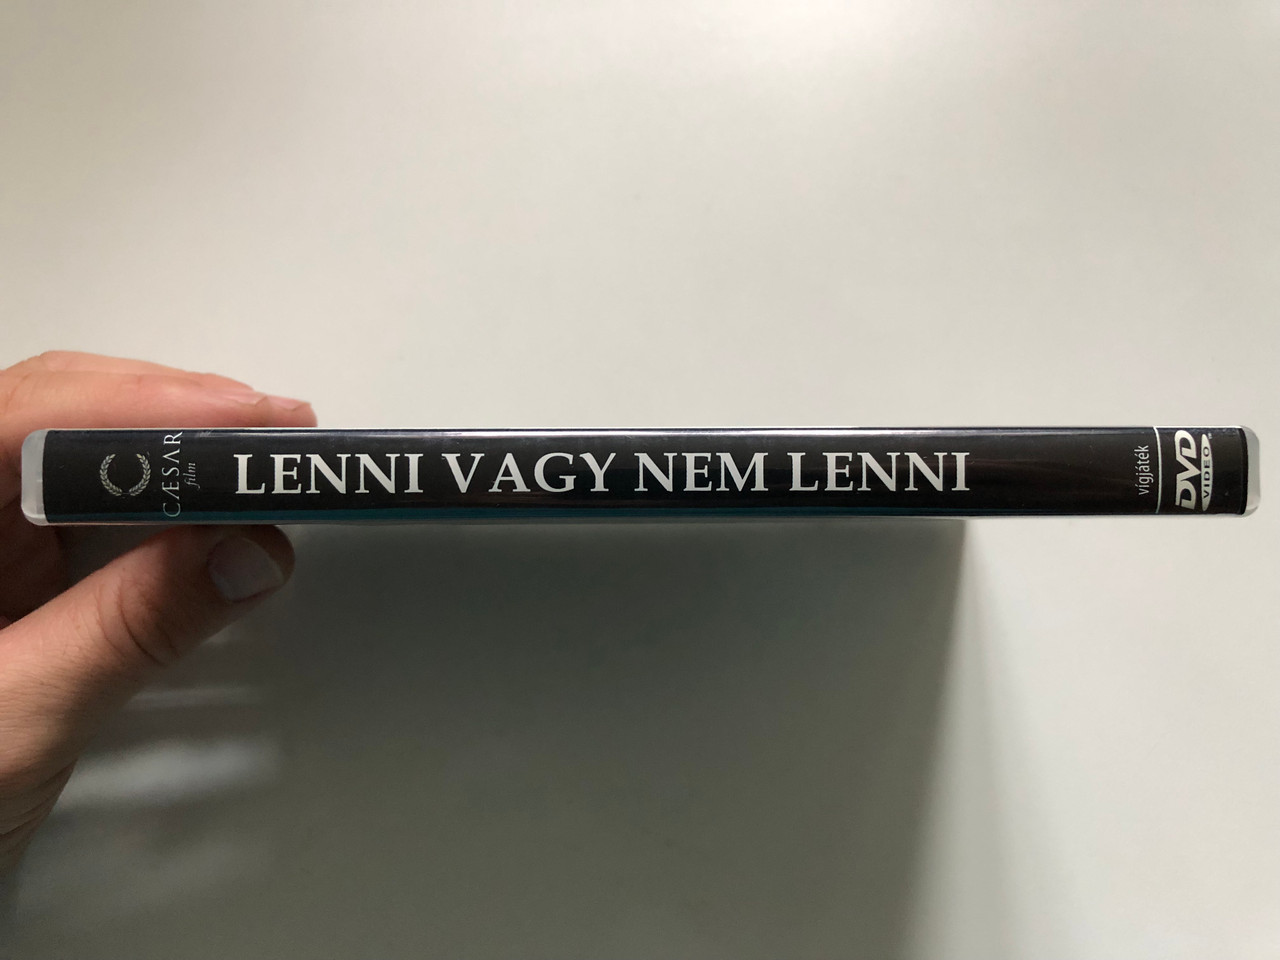 CÆSAR
film
LENNI VAGY NEM LENNI
vígjáték
DVD
VIDEO